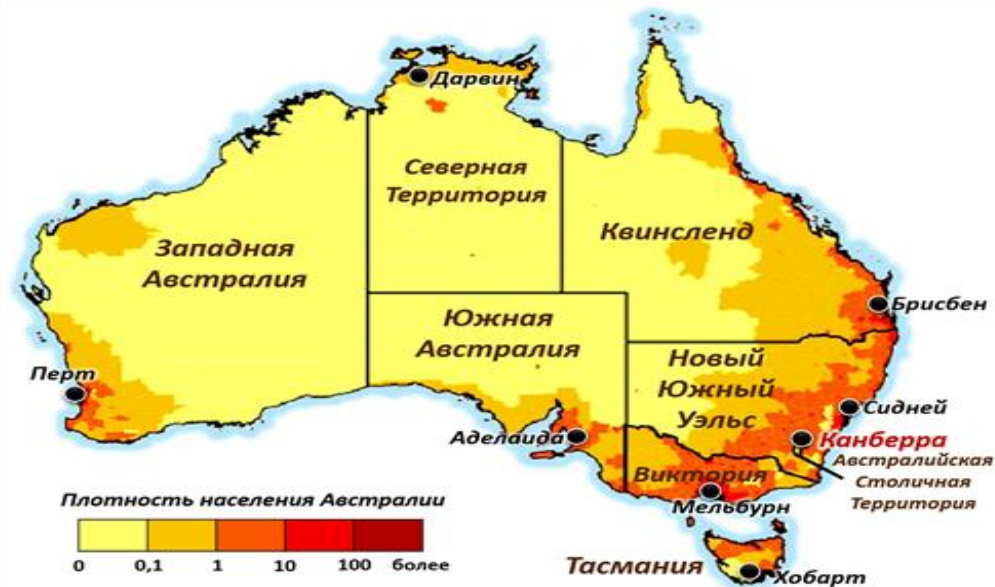 Дарвин
Северная
Территория
Западная
Австралия
Квинсленд
Брисбен
Южная
Австралия
Новый
Южный
Уэльс
Перт
Сидней
Аделаида
Канберра
Австралийская
Столичная
Территория
Виктория
Мельбурн
Плотность населения Австралии
0 0,1 1 10 100 более
Тасмания
Хобарт